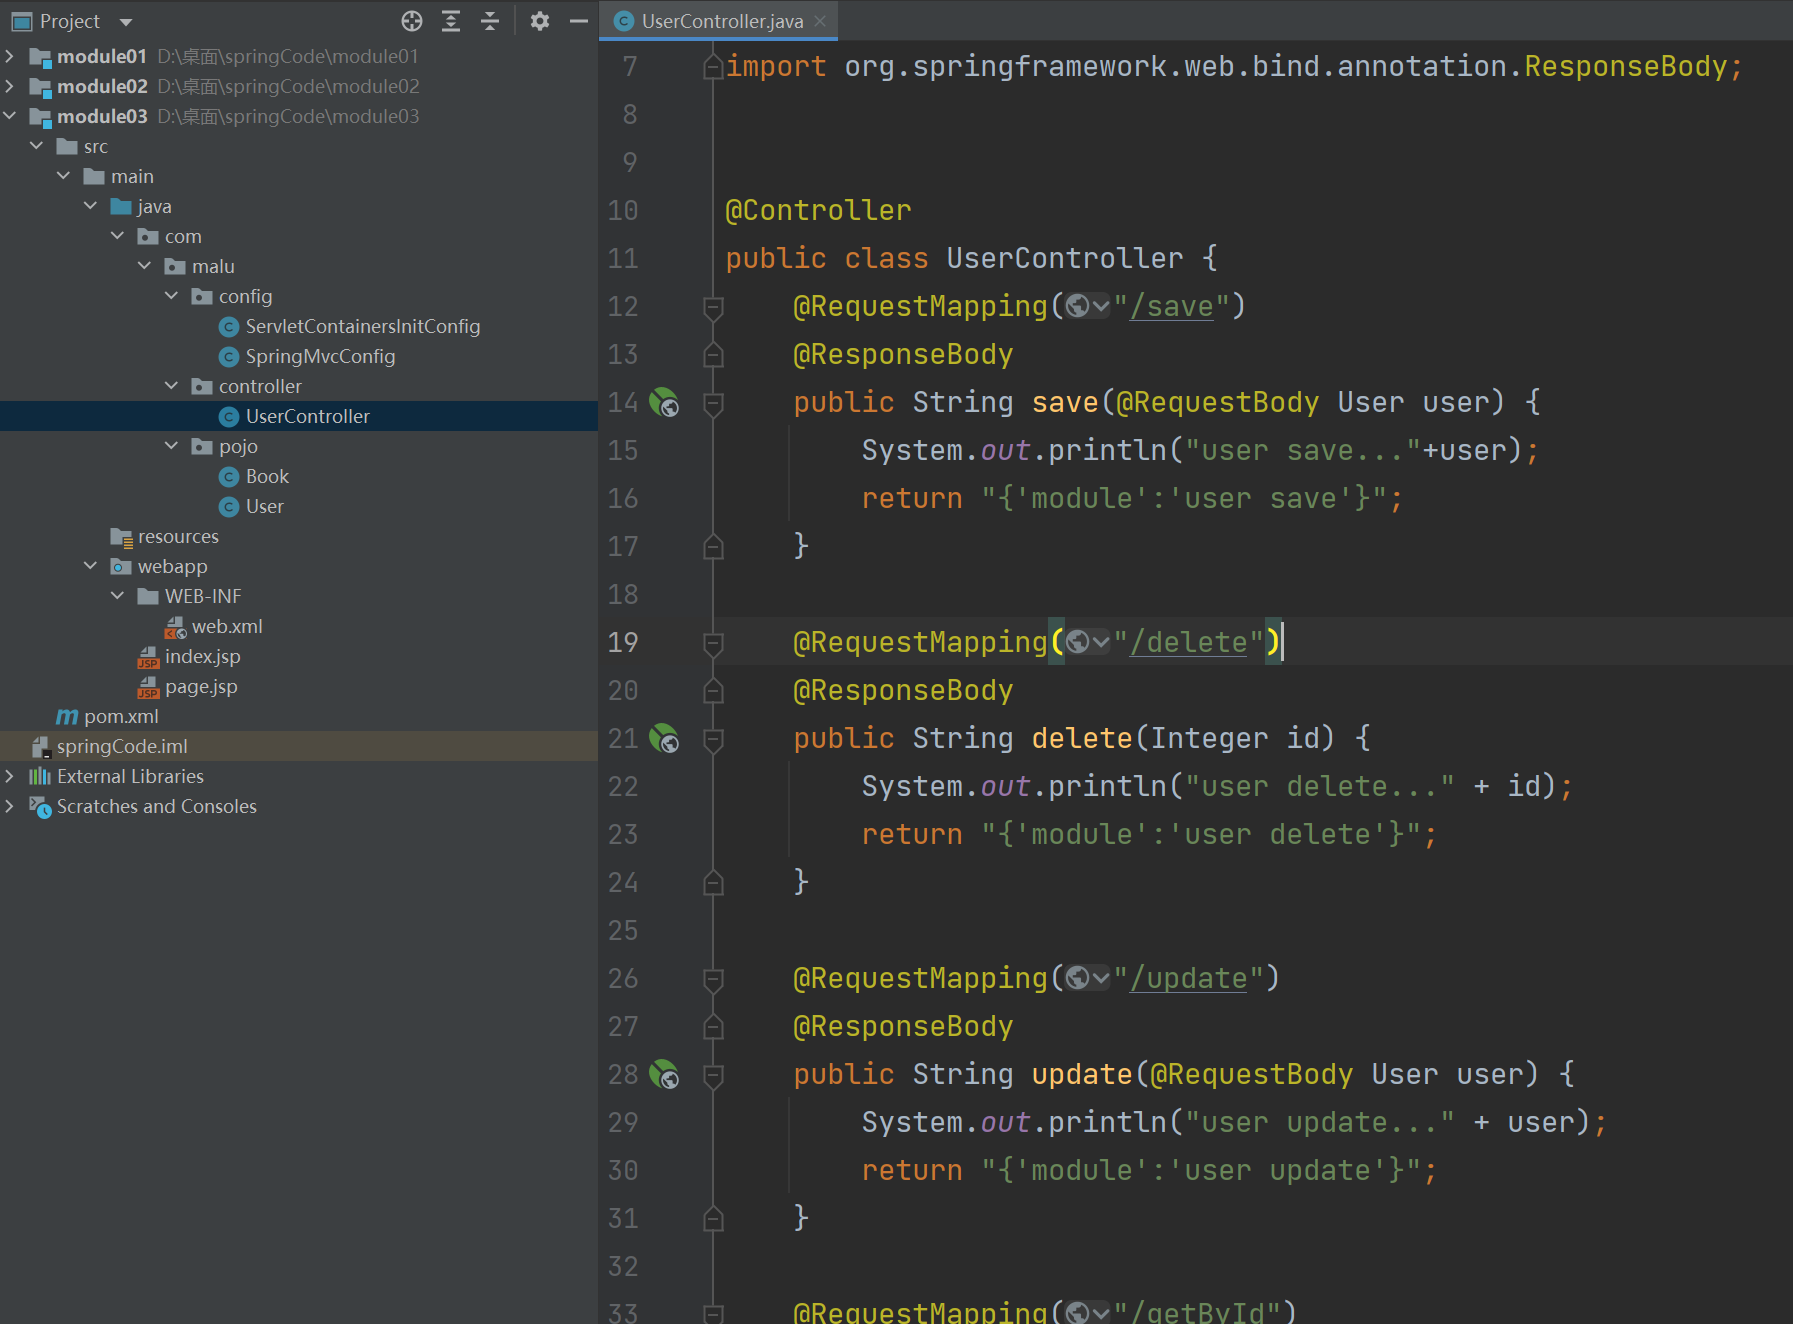 Project
module01 D:\桌面\springCode\module01
module02 D:\桌面\springCode\module02
module03 D:\桌面\springCode\module03
src
main
java
com
malu
config
ServletContainersInitConfig
SpringMvcConfig
controller
UserController
pojo
Book
User
resources
webapp
WEB-INF
web.xml
index.jsp
page.jsp
pom.xml
springCode.iml
External Libraries
Scratches and Consoles
UserController.java
7 import org.springframework.web.bind.annotation.ResponseBody;
8
9
10 @Controller
11 public class UserController {
12 @RequestMapping("/save")
13 @ResponseBody
14 public String save(@RequestBody User user) {
15 System.out.println("user save..."+user);
16 return "{'module':'user save'}";
17 }
18
19 @RequestMapping("/delete")
20 @ResponseBody
21 public String delete(Integer id) {
22 System.out.println("user delete..." + id);
23 return "{'module':'user delete'}";
24 }
25
26 @RequestMapping("/update")
27 @ResponseBody
28 public String update(@RequestBody User user) {
29 System.out.println("user update..." + user);
30 return "{'module':'user update'}";
31 }
32
33 @RequestMapping("/getById")